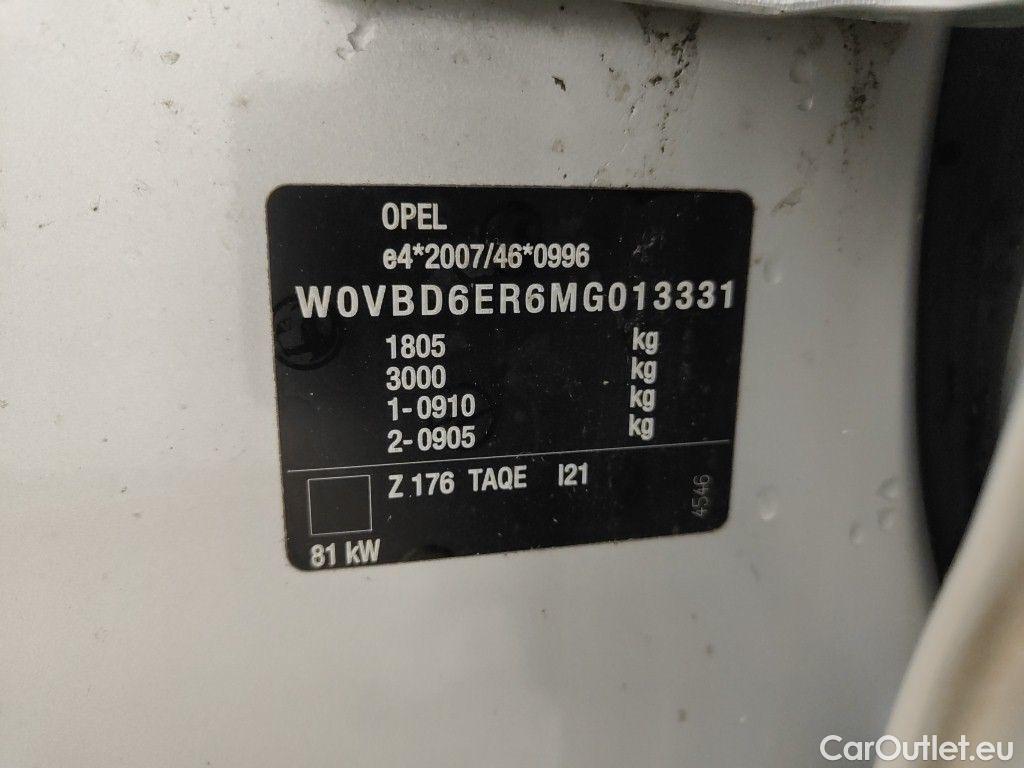 OPEL
e4*2007/46*0996
W0VBD6ER6MG013331
1805 kg
3000 kg
1-0910 kg
2-0905 kg
Z 176 TAQE I21
4546
81 kW
CarOutlet.eu